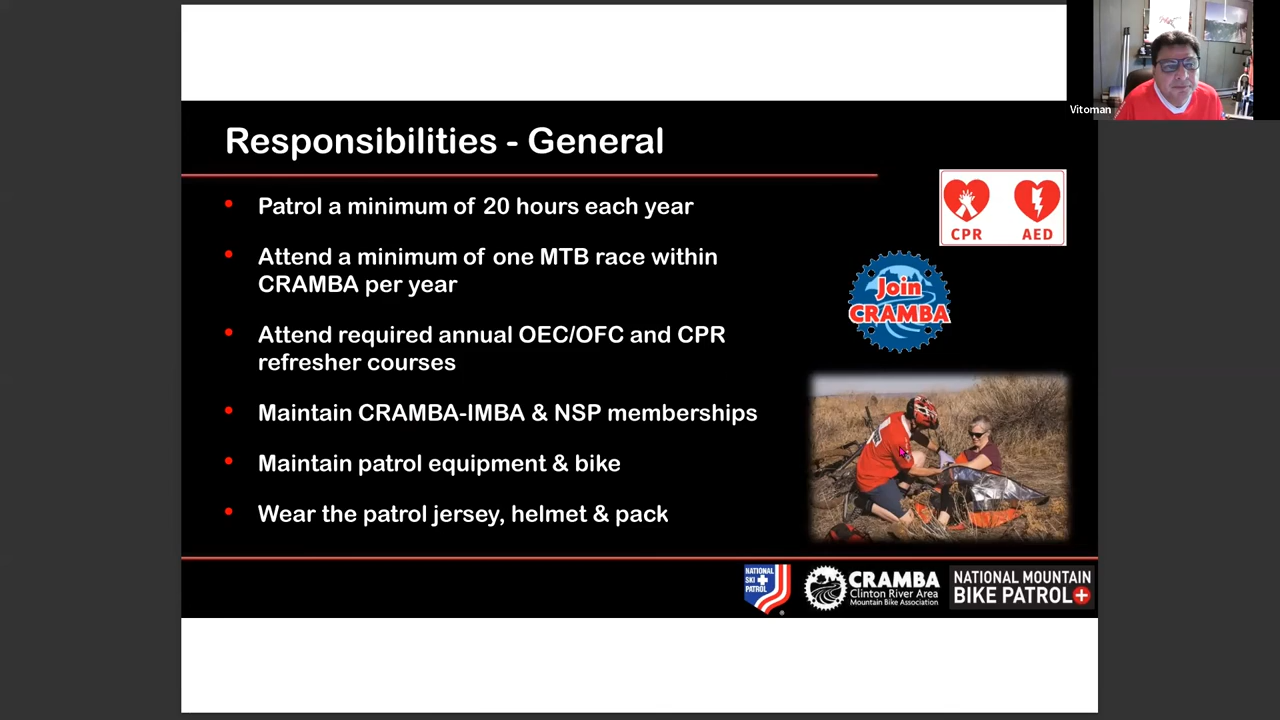 Vitoman
Responsibilities - General
Patrol a minimum of 20 hours each year
Attend a minimum of one MTB race within
CRAMBA per year
Attend required annual OEC/OFC and CPR
refresher courses
Maintain CRAMBA-IMBA & NSP memberships
Maintain patrol equipment & bike
Wear the patrol jersey, helmet & pack
CPR AED
Join
CRAMBA
NATIONAL
SKI
PATROL
CRAMBA
Clinton River Area
Mountain Bike Association
NATIONAL MOUNTAIN
BIKE PATROL